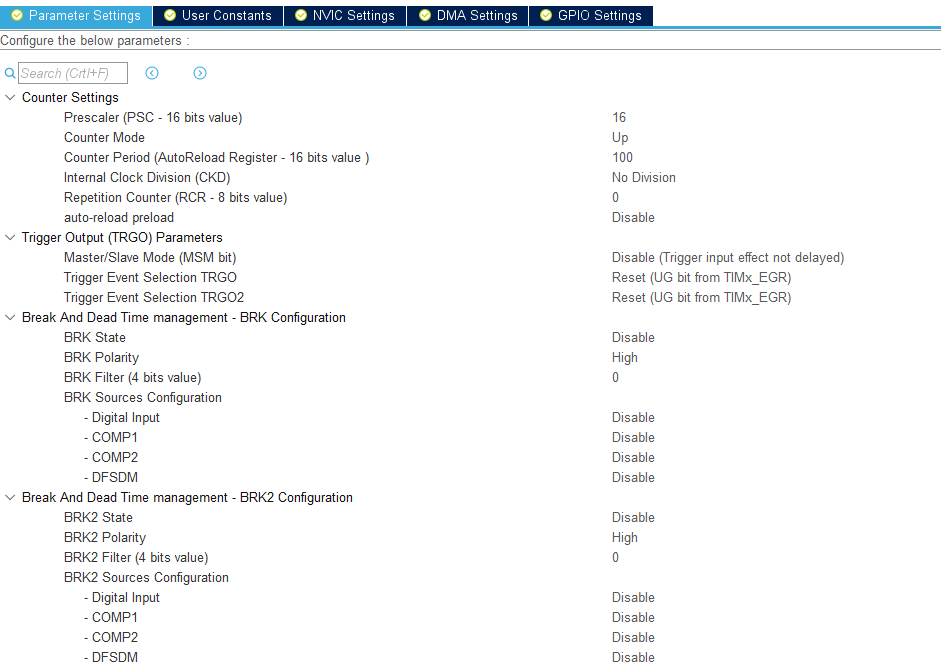 Parameter Settings User Constants NVIC Settings DMA Settings GPIO Settings
Configure the below parameters :
Search (Crtl+F)
Counter Settings
Prescaler (PSC - 16 bits value) 16
Counter Mode Up
Counter Period (AutoReload Register - 16 bits value ) 100
Internal Clock Division (CKD) No Division
Repetition Counter (RCR - 8 bits value) 0
auto-reload preload Disable
Trigger Output (TRGO) Parameters
Master/Slave Mode (MSM bit) Disable (Trigger input effect not delayed)
Trigger Event Selection TRGO Reset (UG bit from TIMx_EGR)
Trigger Event Selection TRGO2 Reset (UG bit from TIMx_EGR)
Break And Dead Time management - BRK Configuration
BRK State Disable
BRK Polarity High
BRK Filter (4 bits value) 0
BRK Sources Configuration
- Digital Input Disable
- COMP1 Disable
- COMP2 Disable
- DFSDM Disable
Break And Dead Time management - BRK2 Configuration
BRK2 State Disable
BRK2 Polarity High
BRK2 Filter (4 bits value) 0
BRK2 Sources Configuration
- Digital Input Disable
- COMP1 Disable
- COMP2 Disable
- DFSDM Disable